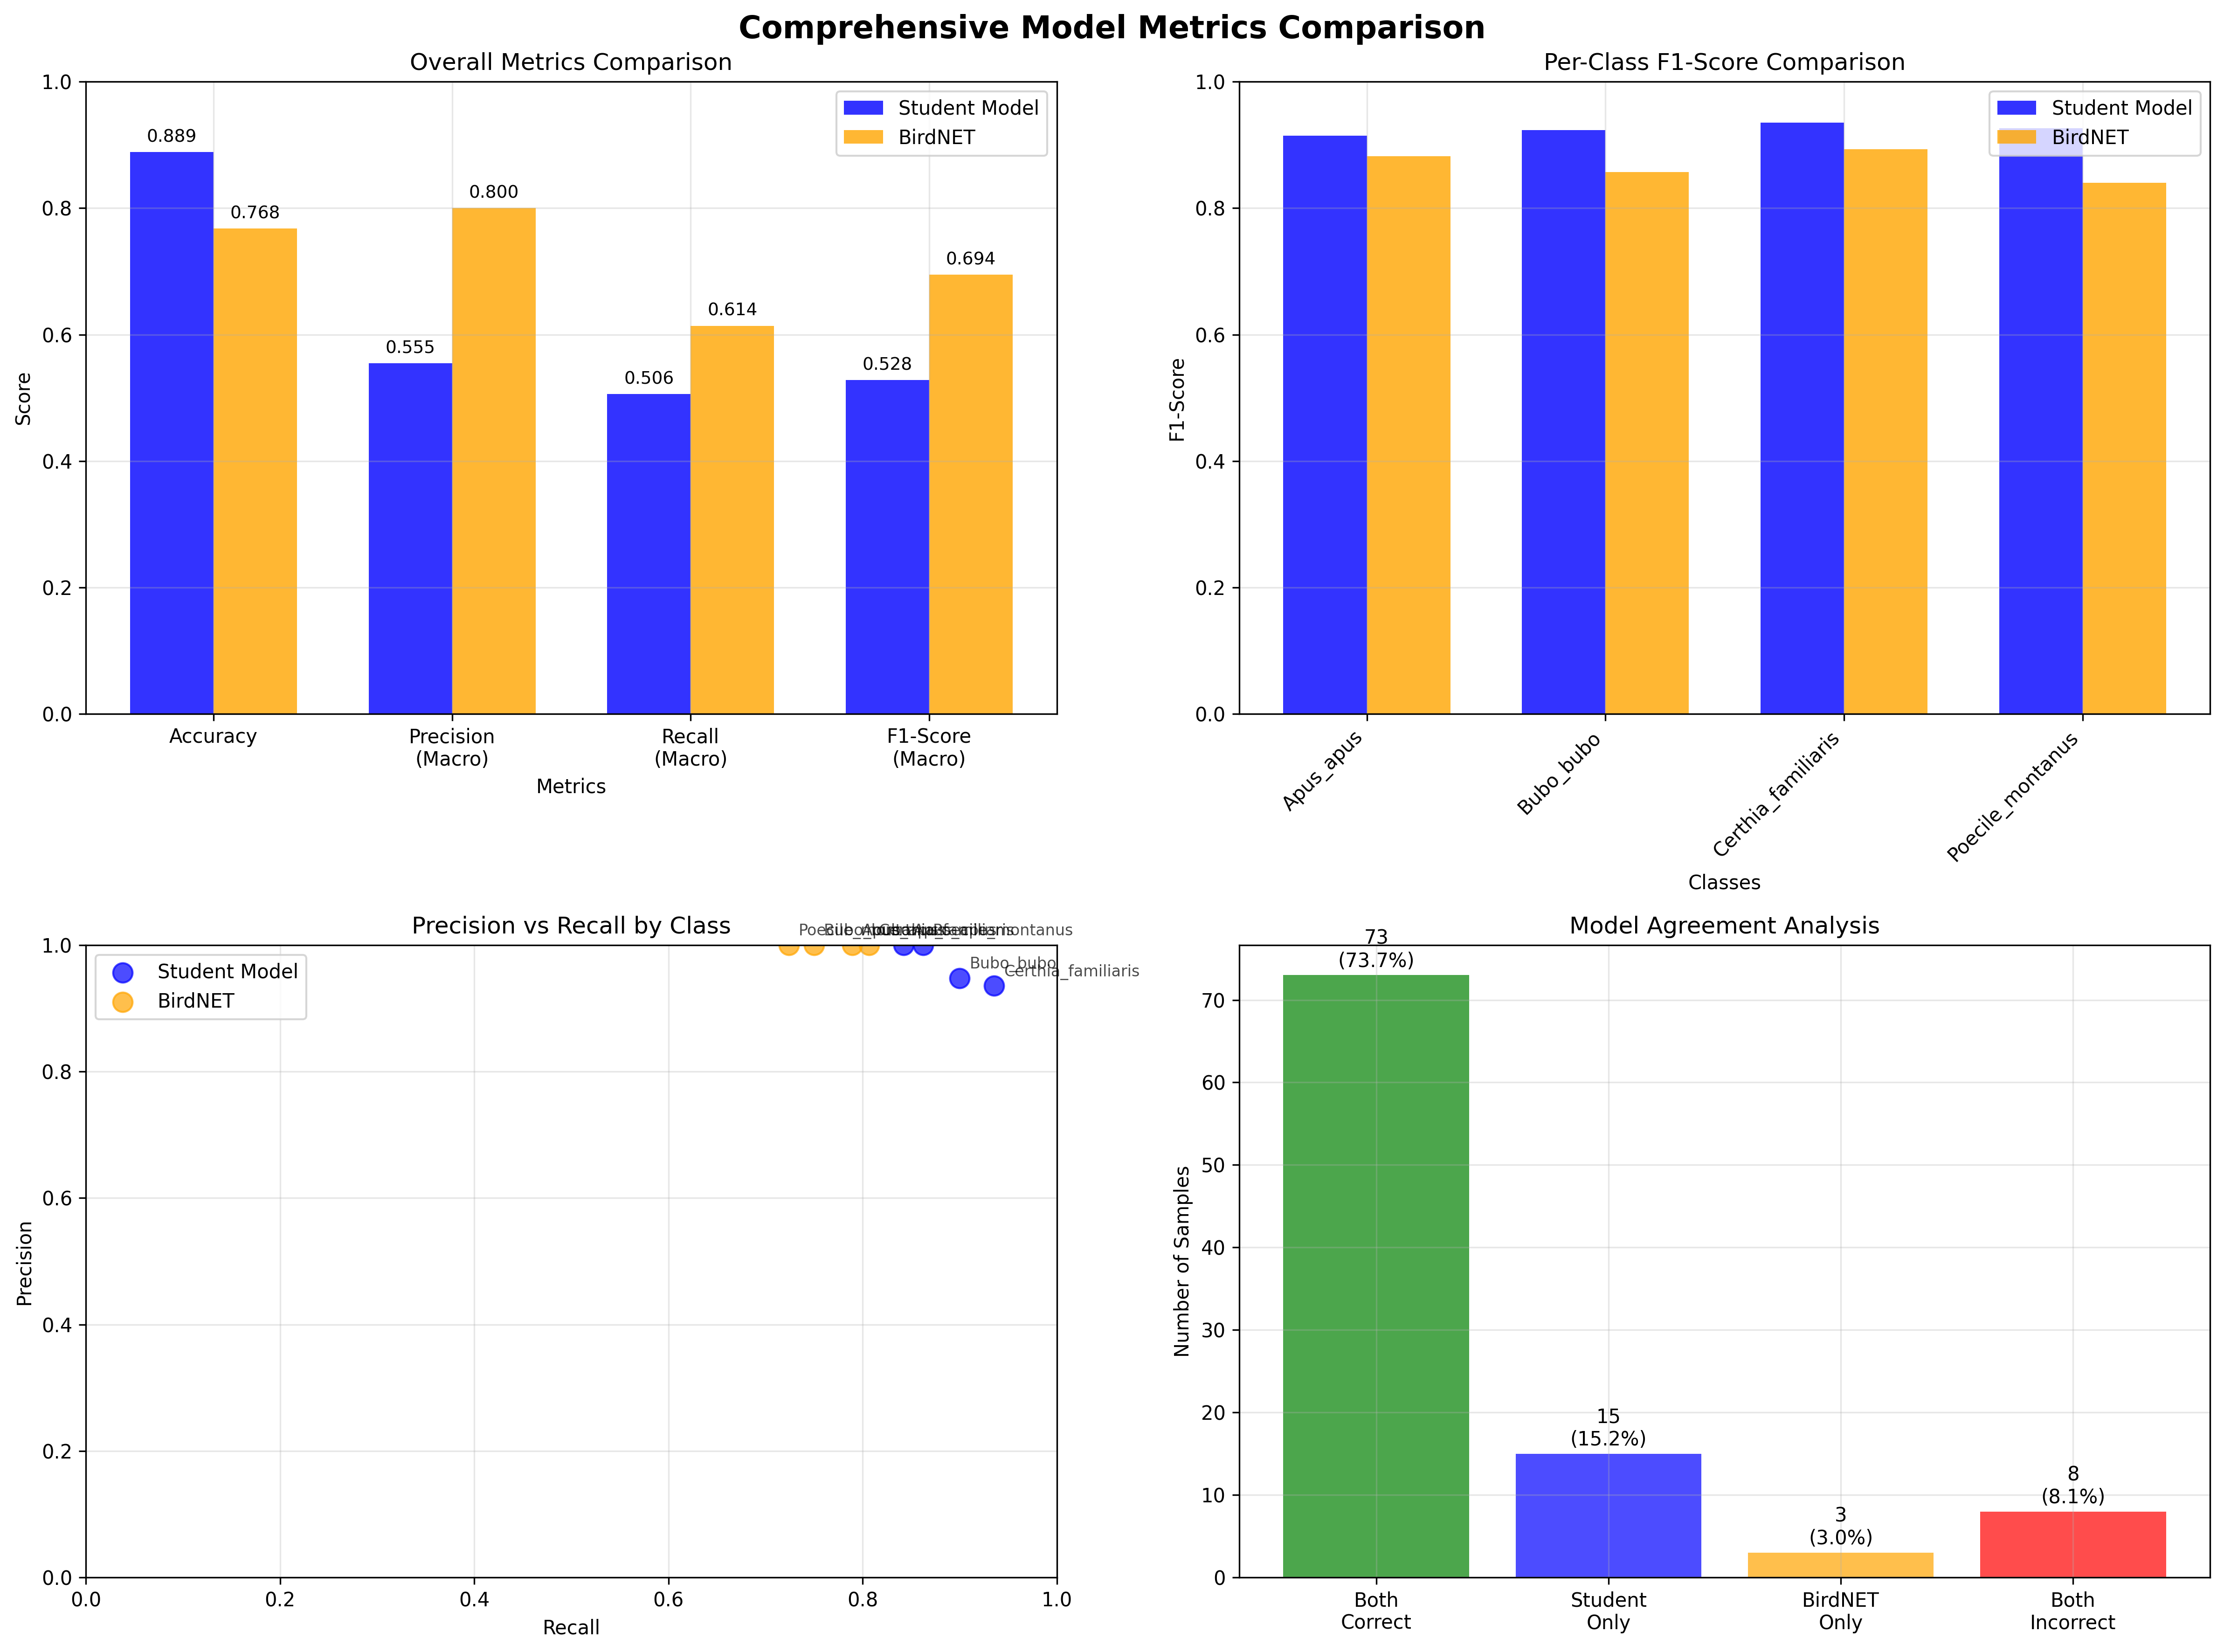 Comprehensive Model Metrics Comparison
Overall Metrics Comparison
1.0
0.8
0.6
0.4
0.2
0.0
Score
Student Model
BirdNET
0.889
0.768
0.555
0.800
0.506
0.614
0.528
0.694
Accuracy
Precision
(Macro)
Recall
(Macro)
F1-Score
(Macro)
Metrics
Per-Class F1-Score Comparison
1.0
0.8
0.6
0.4
0.2
0.0
F1-Score
Student Model
BirdNET
Apus_apus
Bubo_bubo
Certhia_familiaris
Poecile_montanus
Classes
Precision vs Recall by Class
1.0
0.8
0.6
0.4
0.2
0.0
Precision
Student Model
BirdNET
Bubo_bubo
Certhia_familiaris
0.0
0.2
0.4
0.6
0.8
1.0
Recall
Model Agreement Analysis
70
60
50
40
30
20
10
0
Number of Samples
73
(73.7%)
15
(15.2%)
3
(3.0%)
8
(8.1%)
Both
Correct
Student
Only
BirdNET
Only
Both
Incorrect